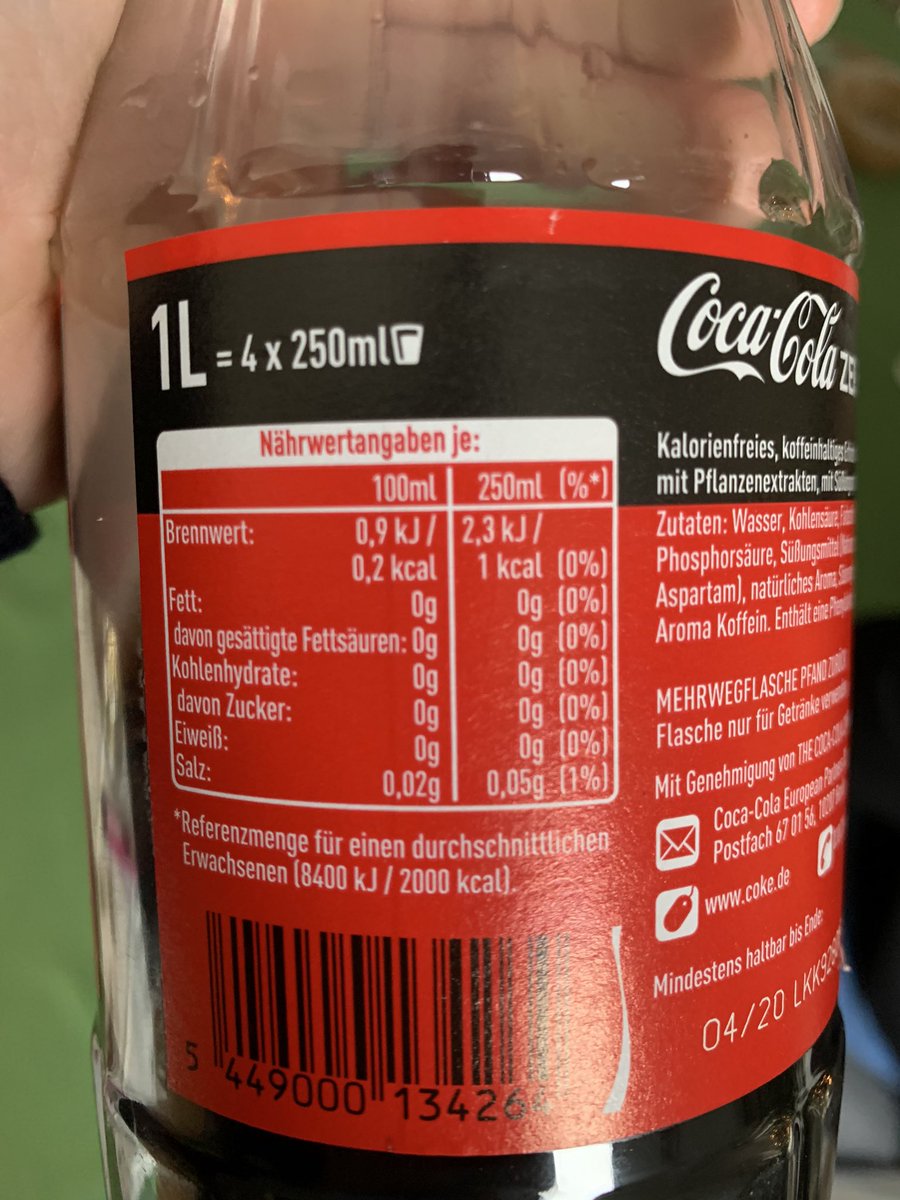 1L = 4 x 250ml
Nährwertangaben je:
100ml 250ml (%*)
Brennwert: 0,9 kJ / 2,3 kJ /
0,2 kcal 1 kcal (0%)
Fett: 0g 0g (0%)
davon gesättigte Fettsäuren: 0g 0g (0%)
Kohlenhydrate: 0g 0g (0%)
davon Zucker: 0g 0g (0%)
Eiweiß: 0g 0g (0%)
Salz: 0,02g 0,05g (1%)
*Referenzmenge für einen durchschnittlichen
Erwachsenen (8400 kJ / 2000 kcal).
5 449000 13426
Coca-Cola
Kalorienfreies, koffeinhaltiges
mit Pflanzenextrakten, mit
Zutaten: Wasser, Kohlensäure,
Phosphorsäure, Süßungsmittel
Aspartam), natürliches Aroma,
Aroma Koffein. Enthält eine
MEHRWEGFLASCHE PFAND
Flasche nur für Getränke
Mit Genehmigung von THE
Coca-Cola European
Postfach 67 01 58,
www.coke.de
Mindestens haltbar bis Ende:
04/20